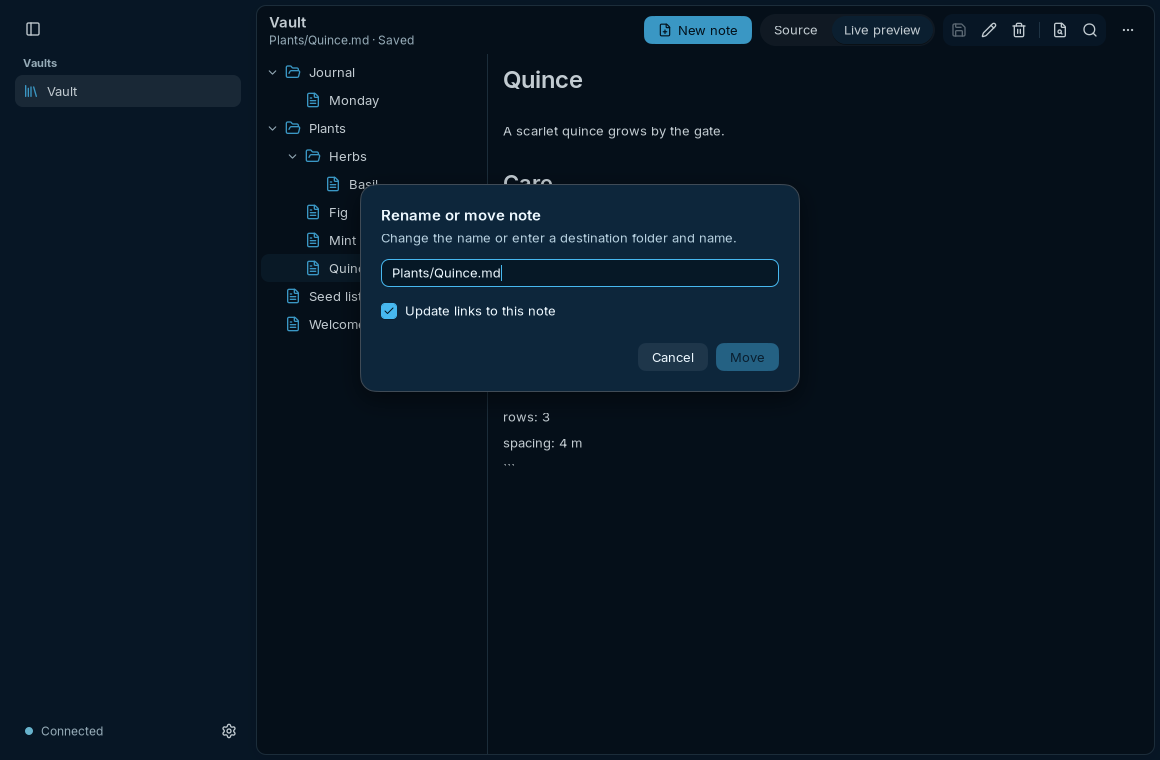 Vaults
Vault
Connected
Vault
Plants/Quince.md · Saved
New note
Source
Live preview
Journal
Monday
Plants
Herbs
Fig
Mint
Seed list
Welcome
Quince
A scarlet quince grows by the gate.
Care
Rename or move note
Change the name or enter a destination folder and name.
Plants/Quince.md
Update links to this note
Cancel
Move
rows: 3
spacing: 4 m
...